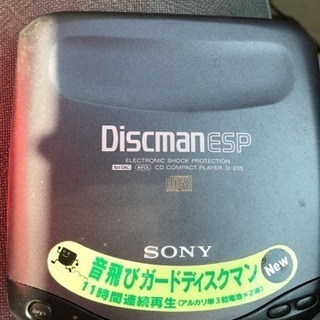 Discman ESP
ELECTRONIC SHOCK PROTECTION
CD COMPACT PLAYER D-235
SONY
音飛びガードディスクマン
New
11時間連続再生(アルカリ単3乾電池×2本)